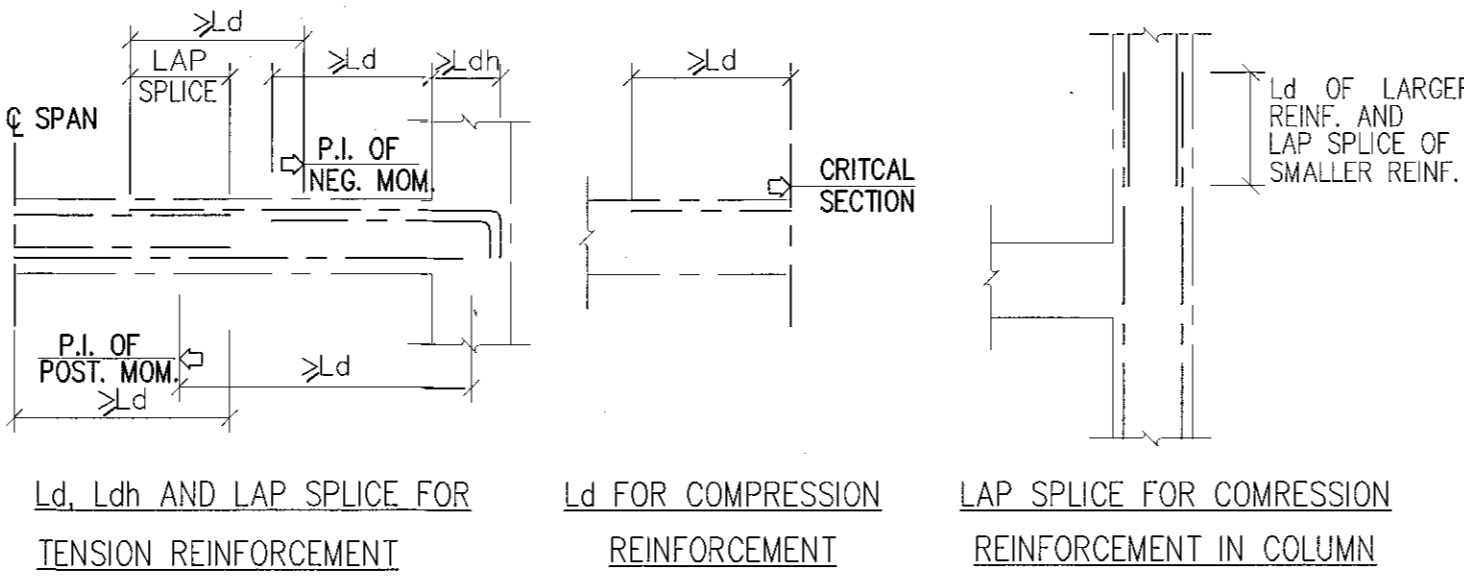 ≥Ld
LAP
SPLICE
≥Ld
≥Ldh
℄ SPAN
P.I. OF
NEG. MOM.
P.I. OF
POST. MOM.
≥Ld
≥Ld
Ld, Ldh AND LAP SPLICE FOR
TENSION REINFORCEMENT
≥Ld
CRITCAL
SECTION
Ld FOR COMPRESSION
REINFORCEMENT
Ld OF LARGER
REINF. AND
LAP SPLICE OF
SMALLER REINF.
LAP SPLICE FOR COMRESSION
REINFORCEMENT IN COLUMN